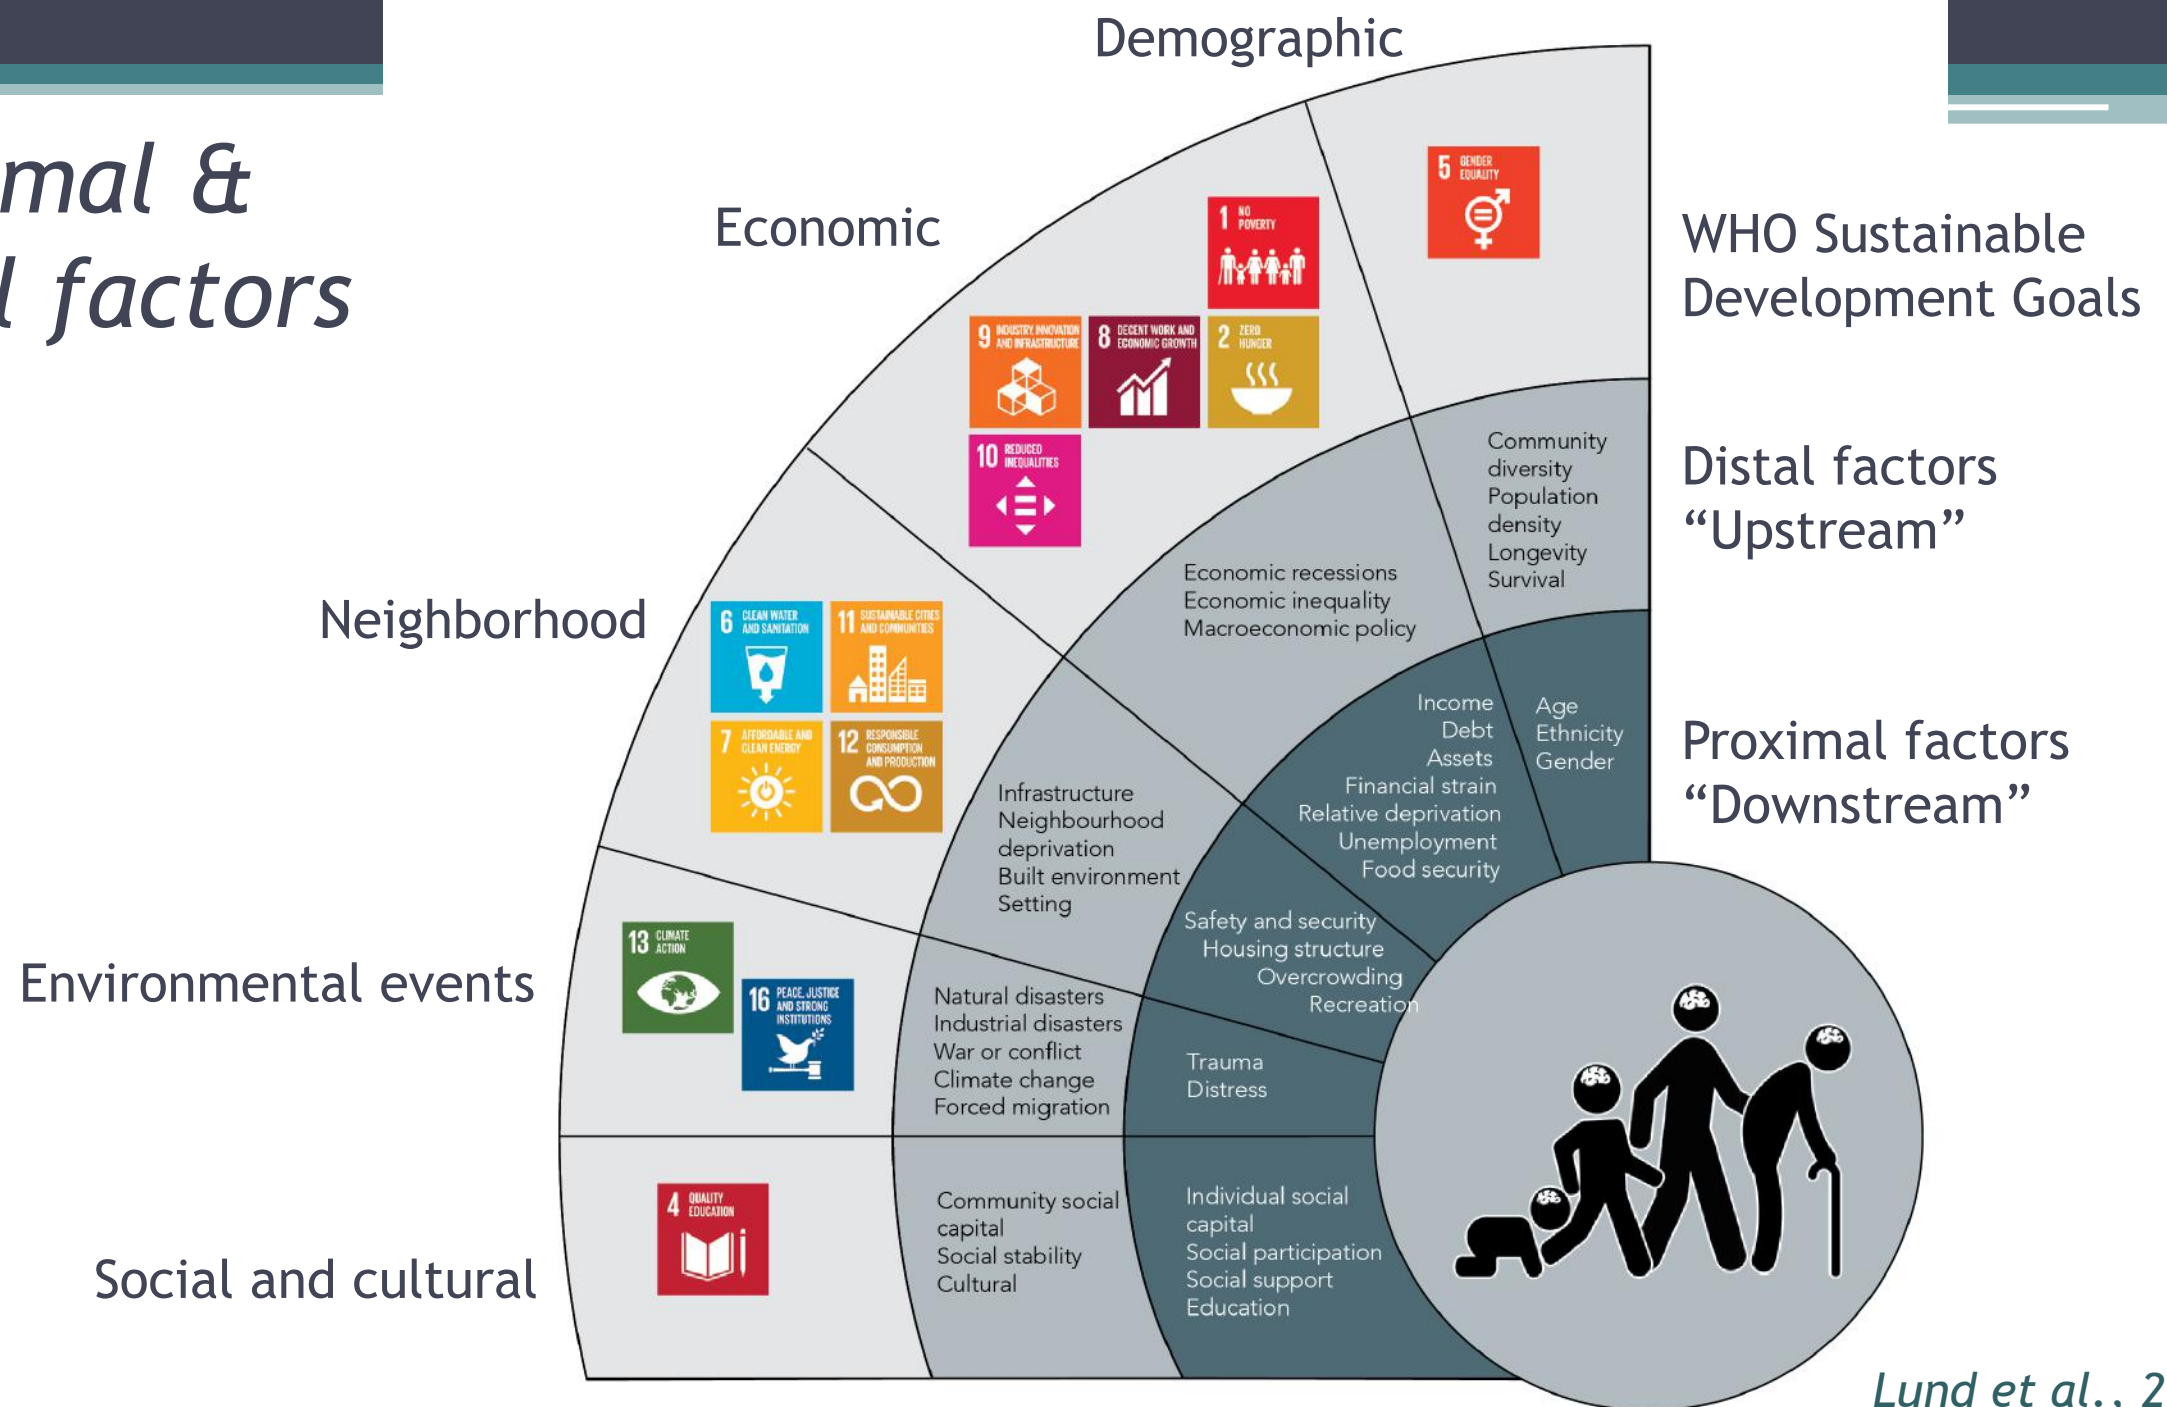 Demographic
mal &
l factors
Economic
WHO Sustainable
Development Goals
5 GENDER
EQUALITY
1 NO
POVERTY
9 INDUSTRY, INNOVATION
AND INFRASTRUCTURE
8 DECENT WORK AND
ECONOMIC GROWTH
2 ZERO
HUNGER
10 REDUCED
INEQUALITIES
Distal factors
“Upstream”
Community
diversity
Population
density
Longevity
Survival
Economic recessions
Economic inequality
Macroeconomic policy
Neighborhood
6 CLEAN WATER
AND SANITATION
11 SUSTAINABLE CITIES
AND COMMUNITIES
7 AFFORDABLE AND
CLEAN ENERGY
12 RESPONSIBLE
CONSUMPTION
AND PRODUCTION
Proximal factors
“Downstream”
Income
Debt
Assets
Financial strain
Relative deprivation
Unemployment
Food security
Age
Ethnicity
Gender
Infrastructure
Neighbourhood
deprivation
Built environment
Setting
Safety and security
Housing structure
Overcrowding
Recreation
Environmental events
13 CLIMATE
ACTION
16 PEACE, JUSTICE
AND STRONG
INSTITUTIONS
Natural disasters
Industrial disasters
War or conflict
Climate change
Forced migration
Trauma
Distress
Social and cultural
4 QUALITY
EDUCATION
Community social
capital
Social stability
Cultural
Individual social
capital
Social participation
Social support
Education
Lund et al., 2